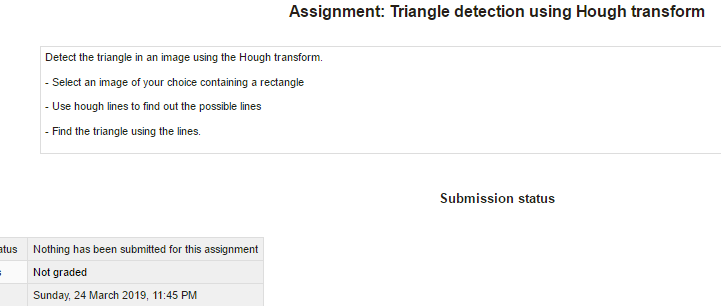 Assignment: Triangle detection using Hough transform
Detect the triangle in an image using the Hough transform.
- Select an image of your choice containing a rectangle
- Use hough lines to find out the possible lines
- Find the triangle using the lines.
Submission status
Nothing has been submitted for this assignment
Not graded
Sunday, 24 March 2019, 11:45 PM